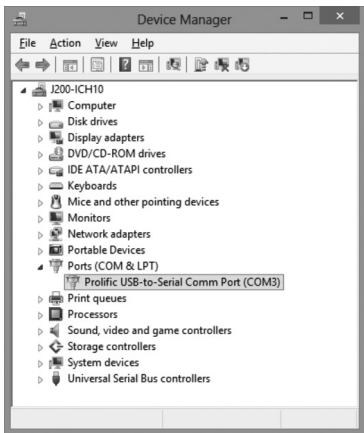 Device Manager
File Action View Help
J200-ICH10
Computer
Disk drives
Display adapters
DVD/CD-ROM drives
IDE ATA/ATAPI controllers
Keyboards
Mice and other pointing devices
Monitors
Network adapters
Portable Devices
Ports (COM & LPT)
Prolific USB-to-Serial Comm Port (COM3)
Print queues
Processors
Sound, video and game controllers
Storage controllers
System devices
Universal Serial Bus controllers